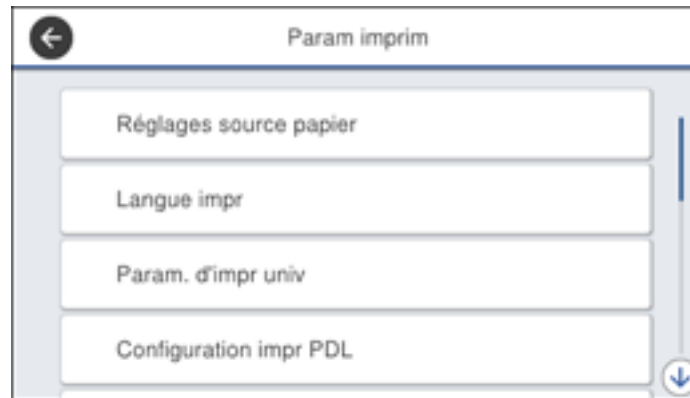 Param imprim
Réglages source papier
Langue impr
Param. d'impr univ
Configuration impr PDL